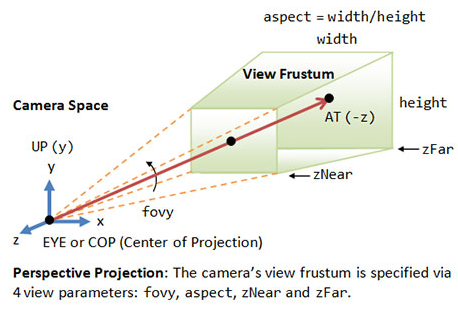 aspect = width/height
width
View Frustum
Camera Space
AT (-z)
height
UP (y)
y
zFar
zNear
fovy
x
z
EYE or COP (Center of Projection)
Perspective Projection: The camera's view frustum is specified via
4 view parameters: fovy, aspect, zNear and zFar.